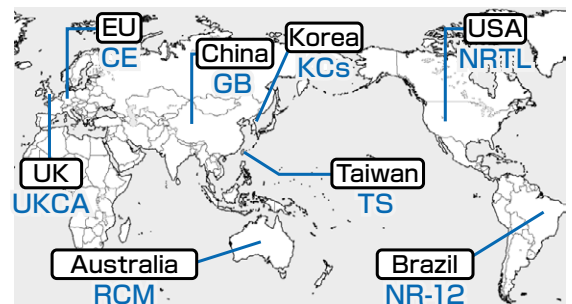 EU
CE
China
GB
Korea
KCs
USA
NRTL
UK
UKCA
Taiwan
TS
Australia
RCM
Brazil
NR-12